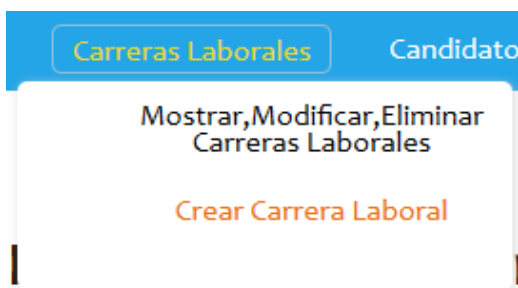 Carreras Laborales
Candidato
Mostrar,Modificar,Eliminar
Carreras Laborales
Crear Carrera Laboral